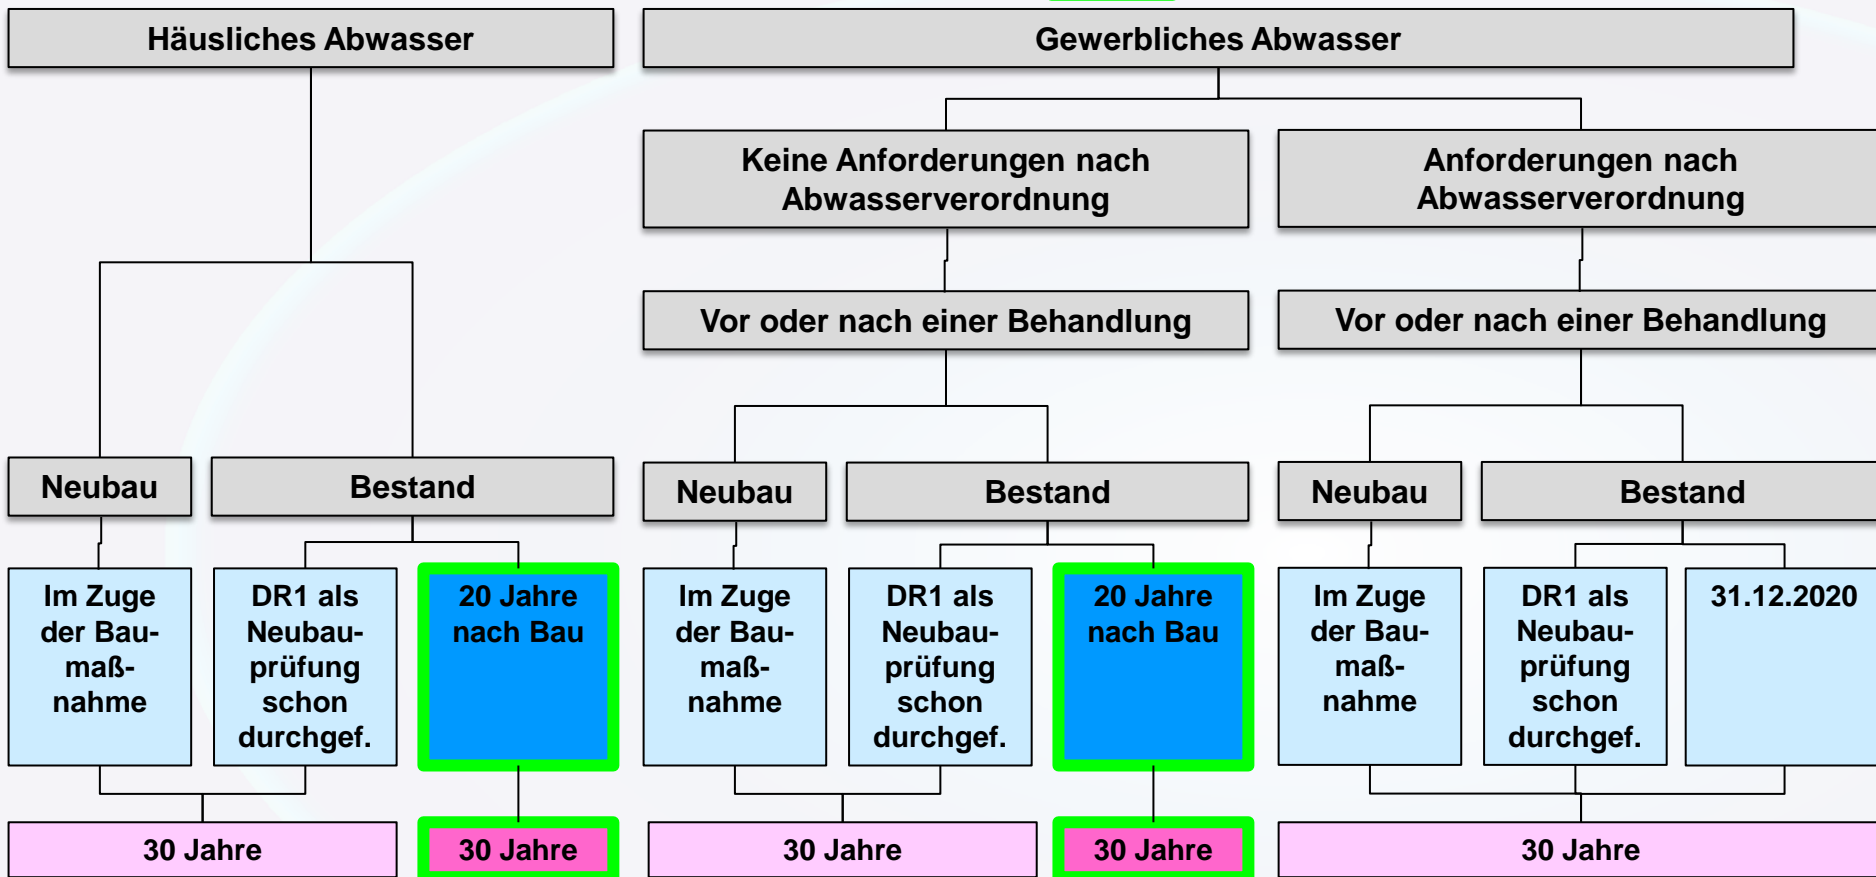 Häusliches Abwasser
Gewerbliches Abwasser
Keine Anforderungen nach
Abwasserverordnung
Anforderungen nach
Abwasserverordnung
Vor oder nach einer Behandlung
Vor oder nach einer Behandlung
Neubau
Bestand
Neubau
Bestand
Neubau
Bestand
Im Zuge
der Bau-
maß-
nahme
DR1 als
Neubau-
prüfung
schon
durchgef.
20 Jahre
nach Bau
Im Zuge
der Bau-
maß-
nahme
DR1 als
Neubau-
prüfung
schon
durchgef.
20 Jahre
nach Bau
Im Zuge
der Bau-
maß-
nahme
DR1 als
Neubau-
prüfung
schon
durchgef.
31.12.2020
30 Jahre
30 Jahre
30 Jahre
30 Jahre
30 Jahre